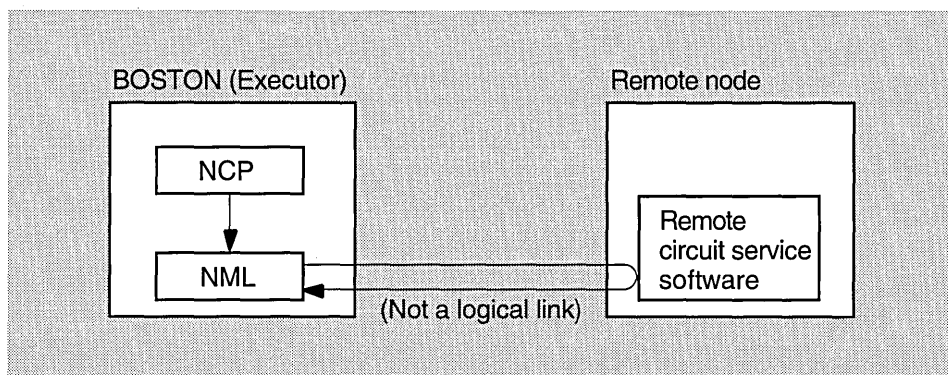 BOSTON (Executor)
Remote node
NCP
NML
Remote
circuit service
software
(Not a logical link)